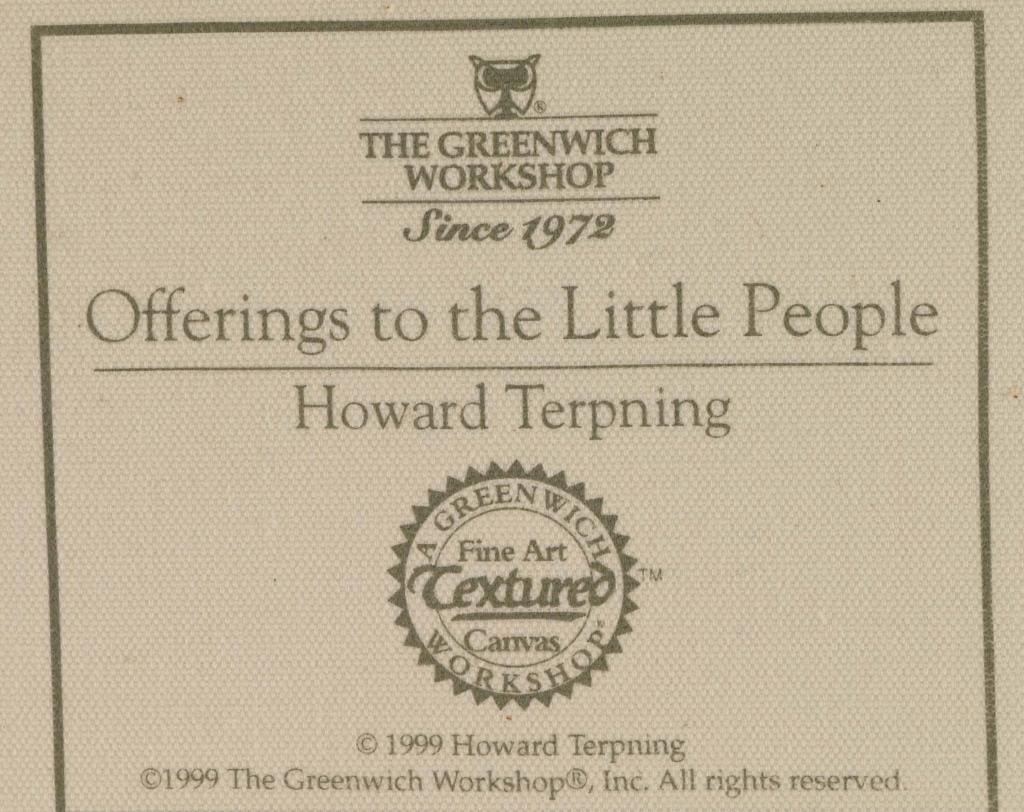 ®
THE GREENWICH
WORKSHOP
Since 1972
Offerings to the Little People
Howard Terpning
A GREENWICH
Fine Art
Textured
™
Canvas
WORKSHOP®
© 1999 Howard Terpning
©1999 The Greenwich Workshop®, Inc. All rights reserved.